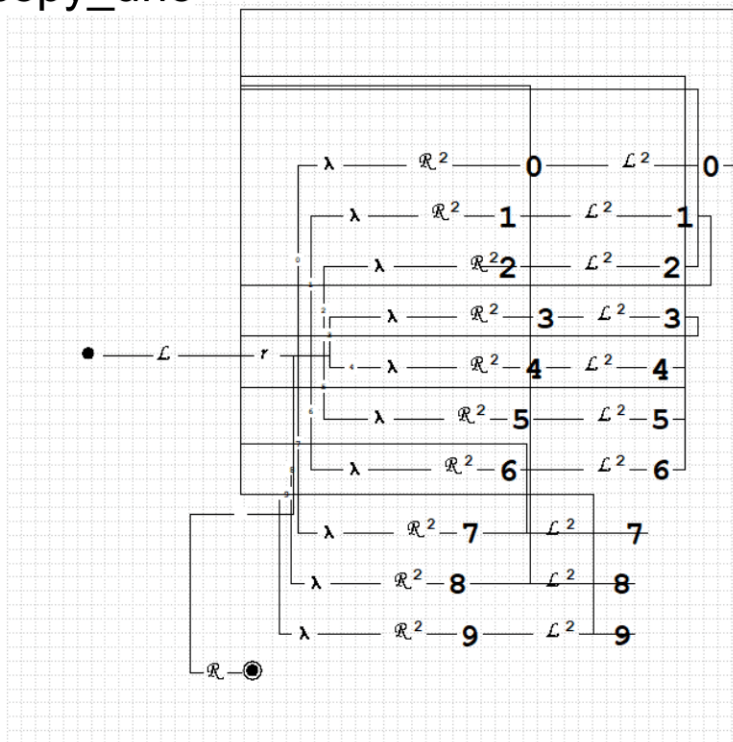 λ ℛ² 0 ℒ² 0
λ ℛ² 1 ℒ² 1
λ ℛ² 2 ℒ² 2
λ ℛ² 3 ℒ² 3
ℒ r
4 λ ℛ² 4 ℒ² 4
λ ℛ² 5 ℒ² 5
6 λ ℛ² 6 ℒ² 6
λ ℛ² 7 ℒ² 7
λ ℛ² 8 ℒ² 8
λ ℛ² 9 ℒ² 9
ℛ